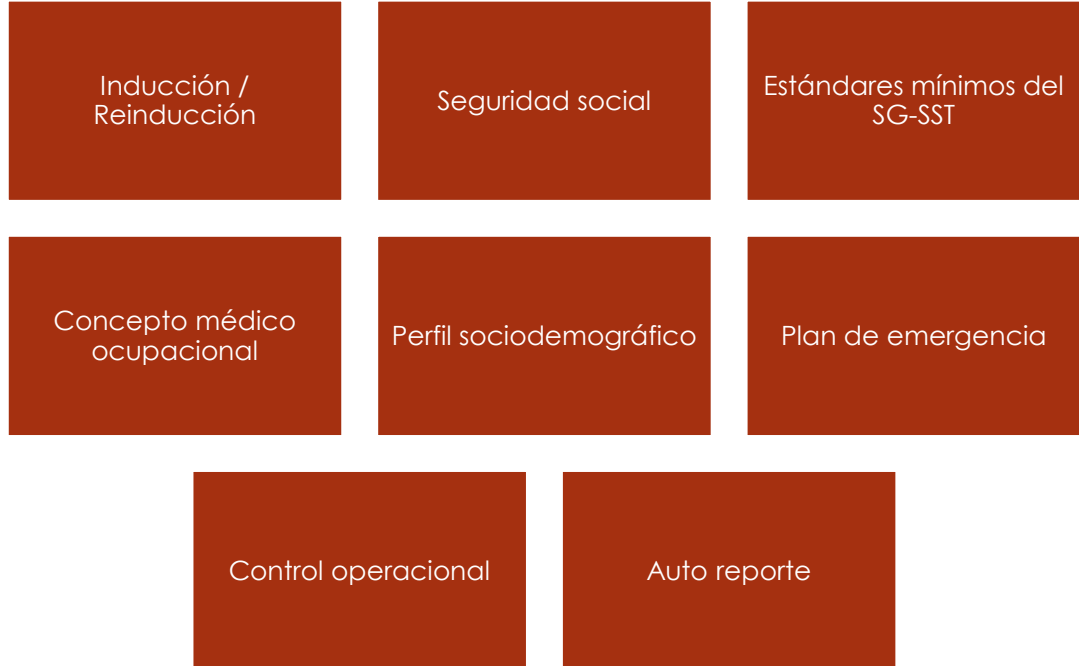 Inducción /
Reinducción
Seguridad social
Estándares mínimos del
SG-SST
Concepto médico
ocupacional
Perfil sociodemográfico
Plan de emergencia
Control operacional
Auto reporte